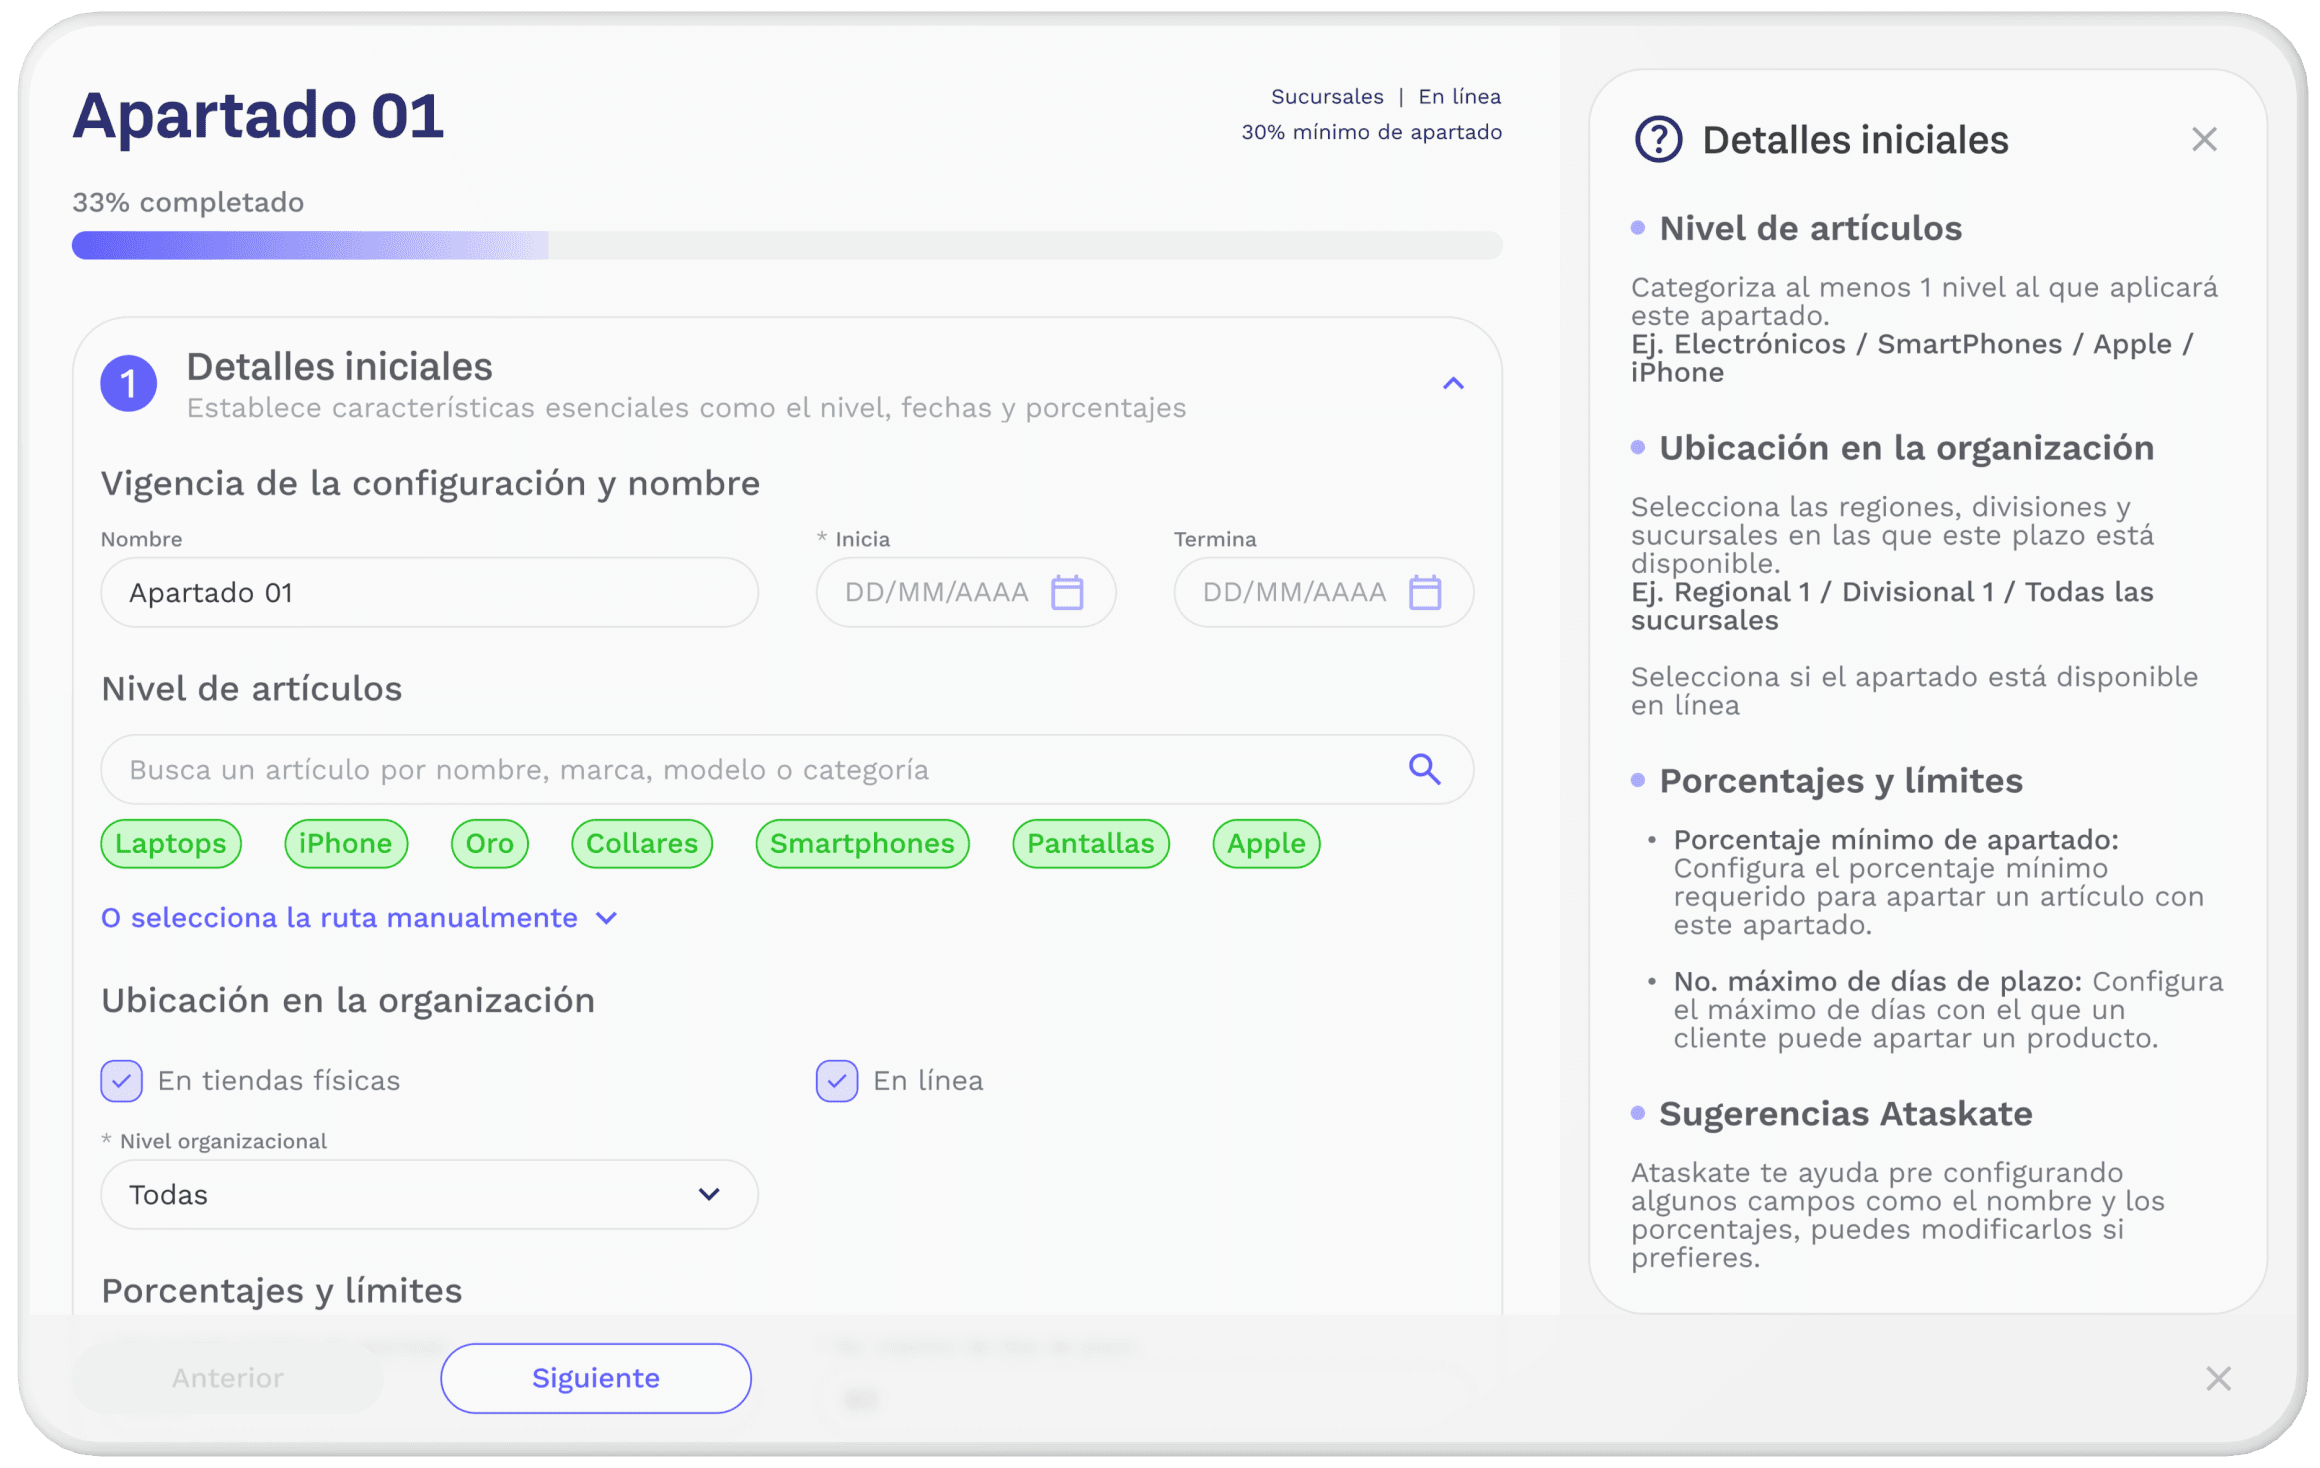 Apartado 01
Sucursales | En línea
30% mínimo de apartado
33% completado
1
Detalles iniciales
Establece características esenciales como el nivel, fechas y porcentajes
Vigencia de la configuración y nombre
Nombre
* Inicia
Termina
Apartado 01
DD/MM/AAAA
DD/MM/AAAA
Nivel de artículos
Busca un artículo por nombre, marca, modelo o categoría
Laptops
iPhone
Oro
Collares
Smartphones
Pantallas
Apple
O selecciona la ruta manualmente
Ubicación en la organización
En tiendas físicas
En línea
* Nivel organizacional
Todas
Porcentajes y límites
Anterior
Siguiente
? Detalles iniciales
Nivel de artículos
Categoriza al menos 1 nivel al que aplicará
este apartado.
Ej. Electrónicos / SmartPhones / Apple /
iPhone
Ubicación en la organización
Selecciona las regiones, divisiones y
sucursales en las que este plazo está
disponible.
Ej. Regional 1 / Divisional 1 / Todas las
sucursales
Selecciona si el apartado está disponible
en línea
Porcentajes y límites
• Porcentaje mínimo de apartado:
Configura el porcentaje mínimo
requerido para apartar un artículo con
este apartado.
• No. máximo de días de plazo: Configura
el máximo de días con el que un
cliente puede apartar un producto.
Sugerencias Ataskate
Ataskate te ayuda pre configurando
algunos campos como el nombre y los
porcentajes, puedes modificarlos si
prefieres.